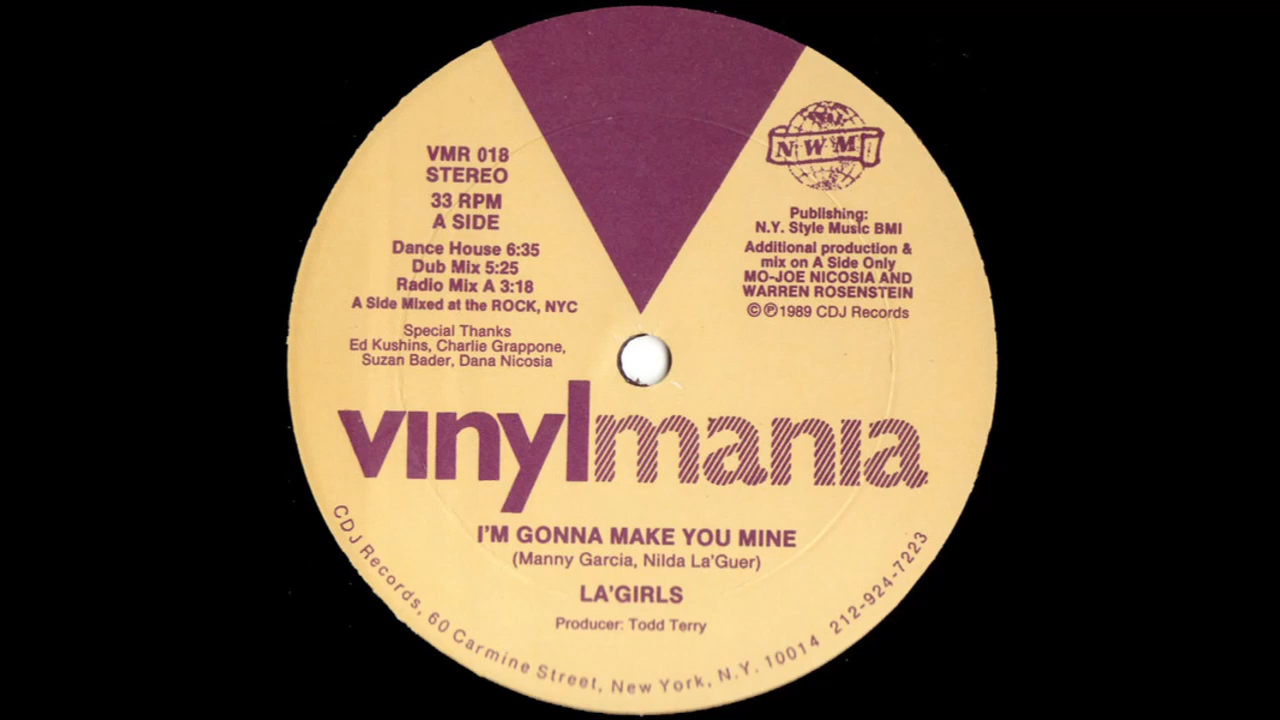 VMR 018
STEREO
33 RPM
A SIDE
Dance House 6:35
Dub Mix 5:25
Radio Mix A 3:18
A Side Mixed at the ROCK, NYC
Special Thanks
Ed Kushins, Charlie Grappone,
Suzan Bader, Dana Nicosia
NWM
Publishing:
N.Y. Style Music BMI
Additional production &
mix on A Side Only
MO-JOE NICOSIA AND
WARREN ROSENSTEIN
©℗1989 CDJ Records
vinylmania
I'M GONNA MAKE YOU MINE
(Manny Garcia, Nilda La'Guer)
LA'GIRLS
Producer: Todd Terry
CDJ Records, 60 Carmine Street, New York, N.Y. 10014 212-924-7223